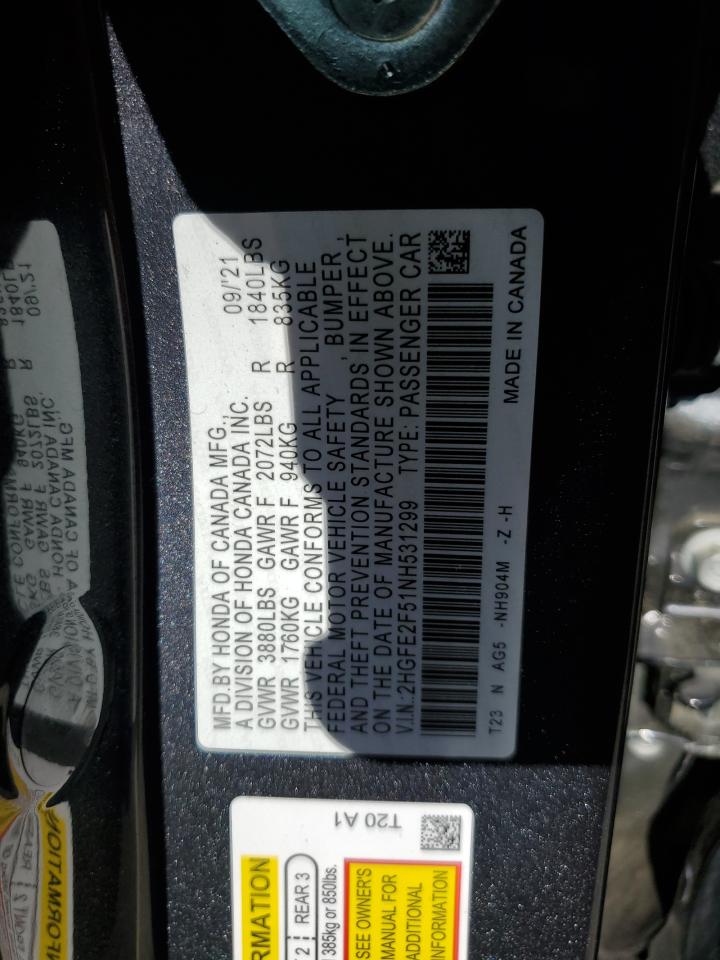 MFD.BY HONDA OF CANADA MFG., 09/'21
A DIVISION OF HONDA CANADA INC.
GVWR 3880LBS GAWR F 2072LBS R 1840LBS
GVWR 1760KG GAWR F 940KG R 835KG
THIS VEHICLE CONFORMS TO ALL APPLICABLE
FEDERAL MOTOR VEHICLE SAFETY, BUMPER,
AND THEFT PREVENTION STANDARDS IN EFFECT
ON THE DATE OF MANUFACTURE SHOWN ABOVE.
V.I.N.:2HGFE2F51NH531299 TYPE: PASSENGER CAR
T23 N AG5 -NH904M -Z -H
MADE IN CANADA
T20 A1
RMATION
2 REAR 3
385kg or 850lbs.
SEE OWNER'S
MANUAL FOR
ADDITIONAL
INFORMATION